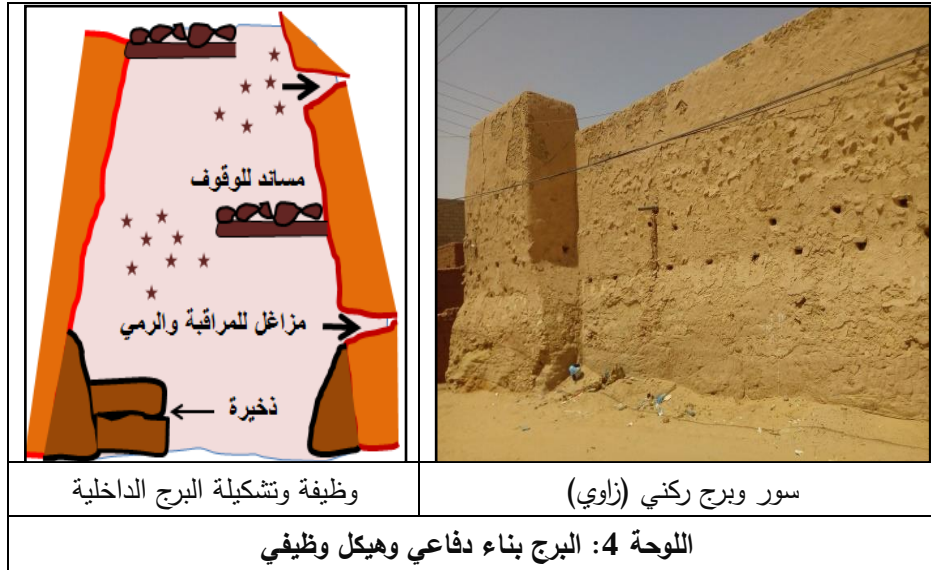 مساند للوقوف
مزاغل للمراقبة والرمي
ذخيرة
سور وبرج ركني (زاوي)
وظيفة وتشكيلة البرج الداخلية
اللوحة 4: البرج بناء دفاعي وهيكل وظيفي